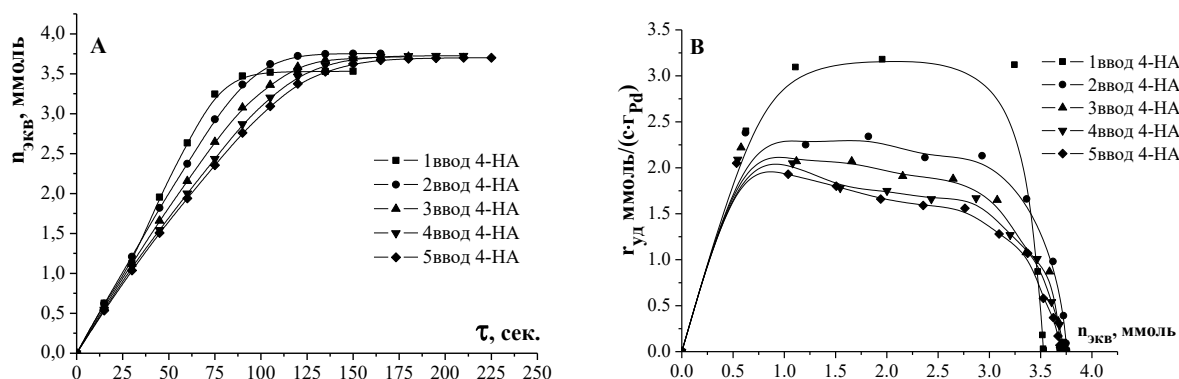 A
n_экв, ммоль
4,0
3,5
3,0
2,5
2,0
1,5
1,0
0,5
0,0
0 25 50 75 100 125 150 175 200 225 250
τ, сек.
1ввод 4-НА
2ввод 4-НА
3ввод 4-НА
4ввод 4-НА
5ввод 4-НА
B
r_уд ммоль/(с·г_Pd)
3.5
3.0
2.5
2.0
1.5
1.0
0.5
0.0
0.0 0.5 1.0 1.5 2.0 2.5 3.0 3.5 4.0
n_экв, ммоль
1ввод 4-НА
2ввод 4-НА
3ввод 4-НА
4ввод 4-НА
5ввод 4-НА